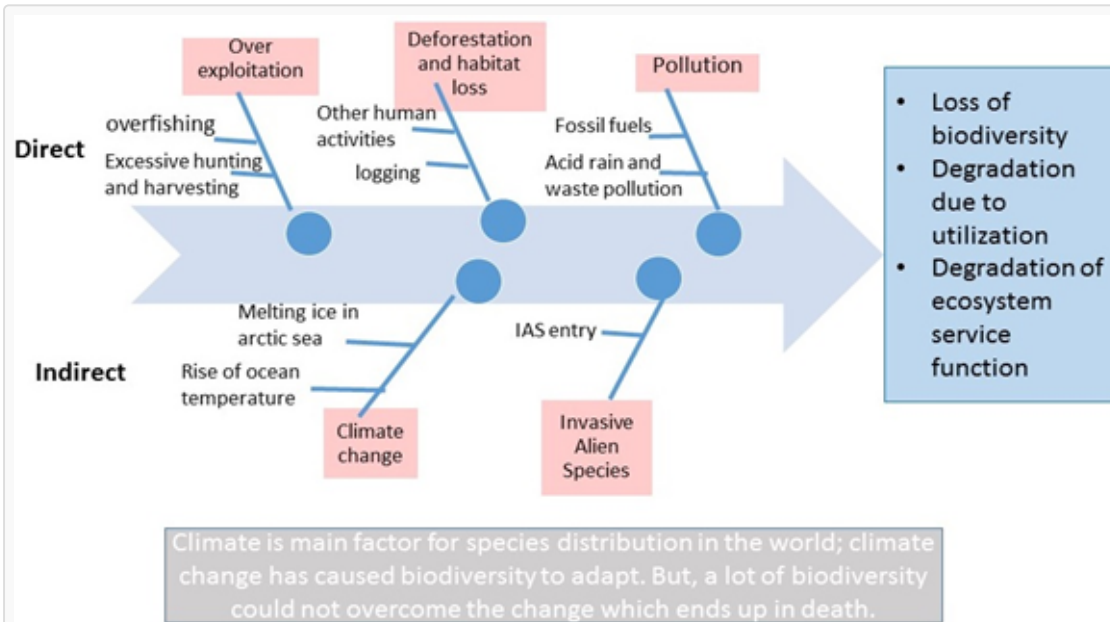 Over
exploitation
Deforestation
and habitat
loss
Pollution
overfishing
Excessive hunting
and harvesting
Other human
activities
logging
Fossil fuels
Acid rain and
waste pollution
Direct
• Loss of
biodiversity
• Degradation
due to
utilization
• Degradation of
ecosystem
service
function
Indirect
Melting ice in
arctic sea
Rise of ocean
temperature
IAS entry
Climate
change
Invasive
Alien
Species
Climate is main factor for species distribution in the world; climate
change has caused biodiversity to adapt. But, a lot of biodiversity
could not overcome the change which ends up in death.